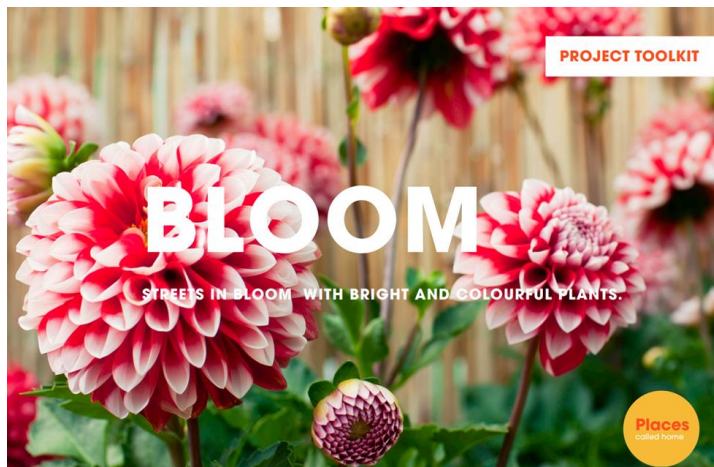 PROJECT TOOLKIT
BLOOM
STREETS IN BLOOM WITH BRIGHT AND COLOURFUL PLANTS.
Places
called home